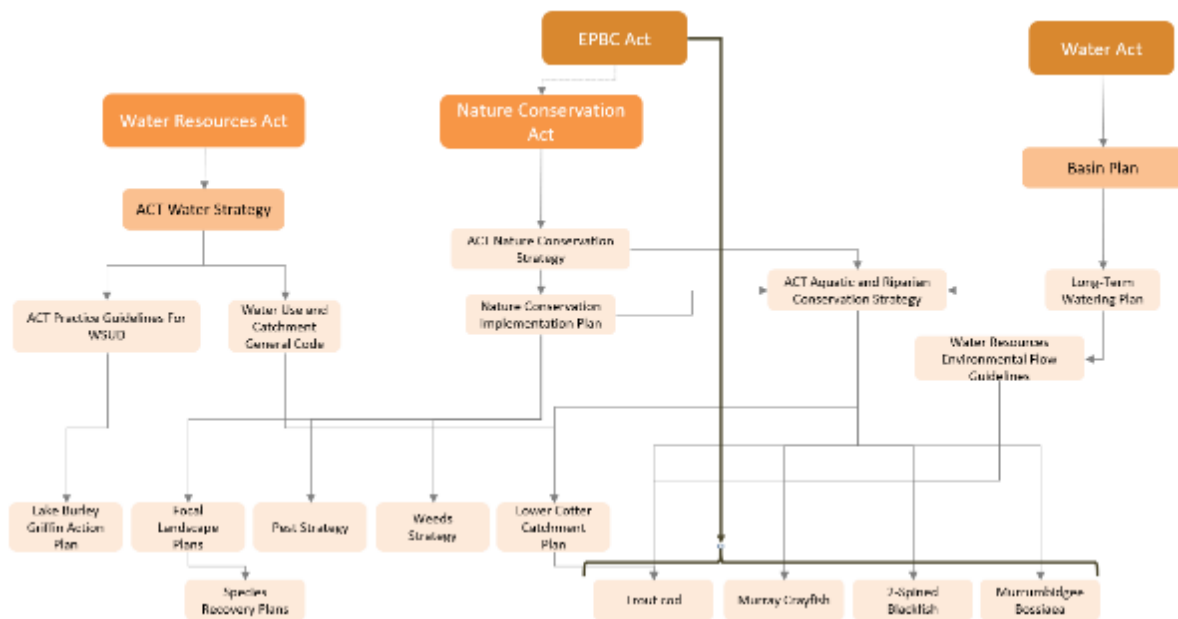 EPBC Act
Water Act
Water Resources Act
Nature Conservation
Act
Basin Plan
ACT Water Strategy
ACT Nature Conservation
Strategy
ACT Aquatic and Riparian
Conservation Strategy
Long-Term
Watering Plan
ACT Practice Guidelines For
WSUD
Water Use and
Catchment
General Code
Nature Conservation
Implementation Plan
Water Resources
Environmental Flow
Guidelines
Lake Burley
Griffin Action
Plan
Focal
Landscape
Plans
Pest Strategy
Weeds
Strategy
Lower Cotter
Catchment
Plan
Species
Recovery Plans
Trout cod
Murray Crayfish
2-Spined
Blackfish
Murrumbidgee
Bossiaea